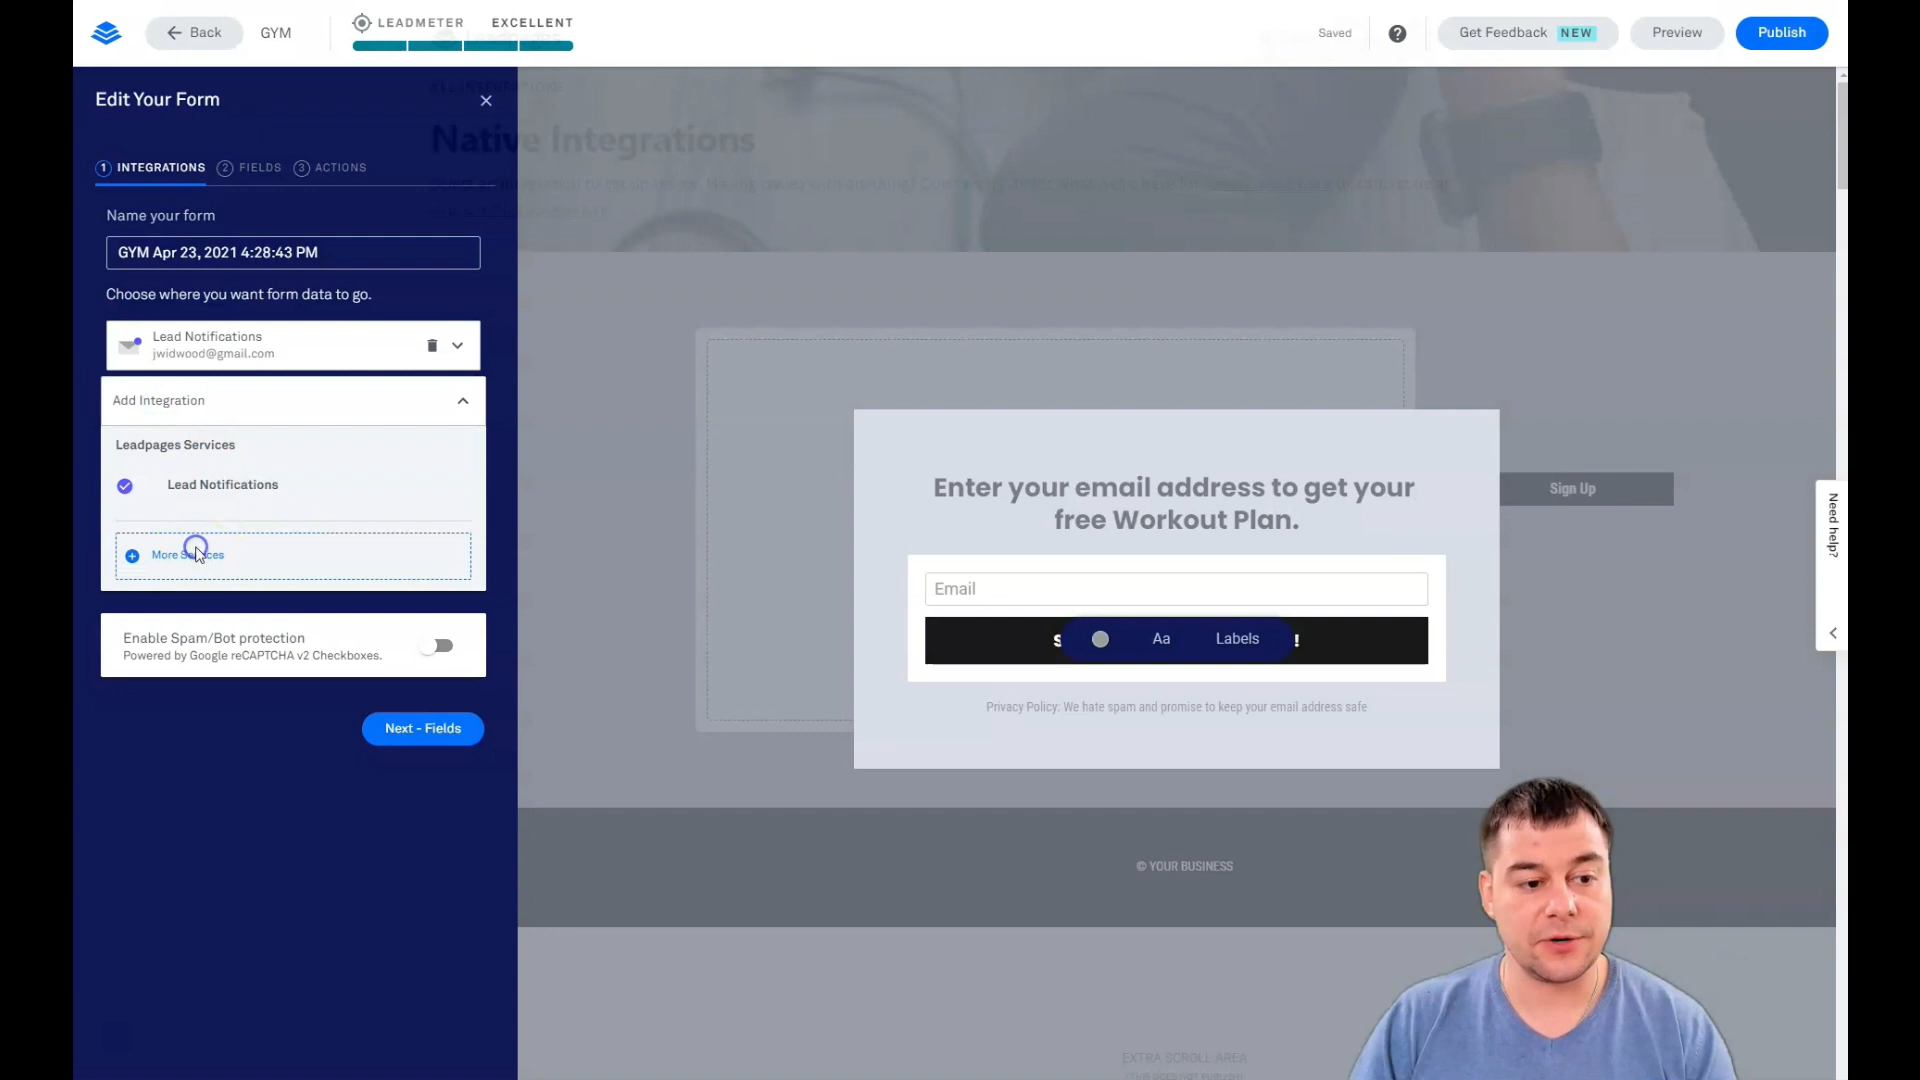 Back
GYM
LEADMETER EXCELLENT
Saved
?
Get Feedback NEW
Preview
Publish
Edit Your Form
Native Integrations
1 INTEGRATIONS 2 FIELDS 3 ACTIONS
Name your form
GYM Apr 23, 2021 4:28:43 PM
Choose where you want form data to go.
Lead Notifications
jwidwood@gmail.com
Add Integration
Leadpages Services
Lead Notifications
More Services
Enable Spam/Bot protection
Powered by Google reCAPTCHA v2 Checkboxes.
Next - Fields
Enter your email address to get your
free Workout Plan.
Email
Aa
Labels
Privacy Policy: We hate spam and promise to keep your email address safe
Sign Up
Need help?
© YOUR BUSINESS
EXTRA SCROLL AREA